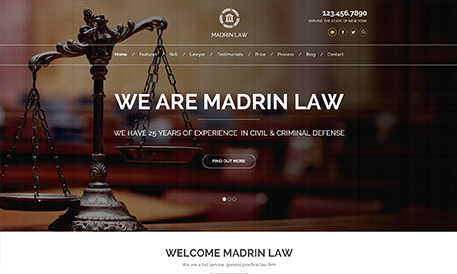 123.456.7890
SERVING THE STATE OF NEW YORK
MADRIN LAW
Home / Features / Skill / Lawyer / Testimonials / Price / Process / Blog / Contact
WE ARE MADRIN LAW
WE HAVE 25 YEARS OF EXPERIENCE IN CIVIL & CRIMINAL DEFENSE
FIND OUT MORE
WELCOME MADRIN LAW
We are a full service, general practice law firm